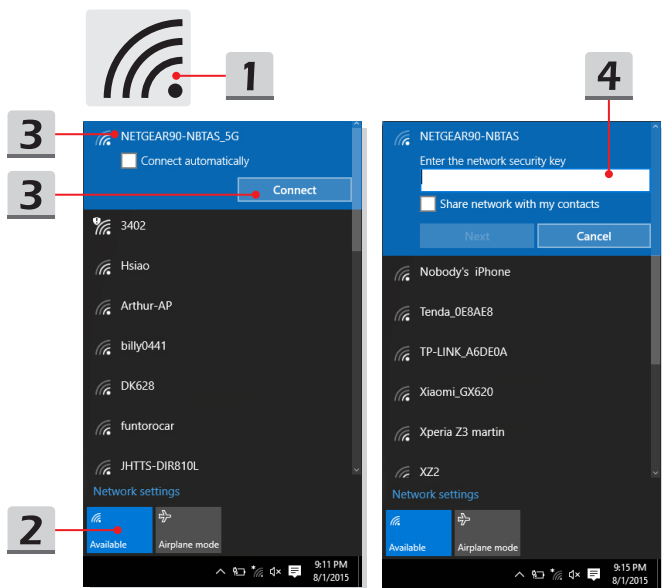 1
3
NETGEAR90-NBTAS_5G
Connect automatically
3
Connect
3402
Hsiao
Arthur-AP
billy0441
DK628
funtorocar
JHTTS-DIR810L
Network settings
2
Available
Airplane mode
9:11 PM
8/1/2015
4
NETGEAR90-NBTAS
Enter the network security key
Share network with my contacts
Next
Cancel
Nobody's iPhone
Tenda_0E8AE8
TP-LINK_A6DE0A
Xiaomi_GX620
Xperia Z3 martin
XZ2
Network settings
Available
Airplane mode
9:15 PM
8/1/2015